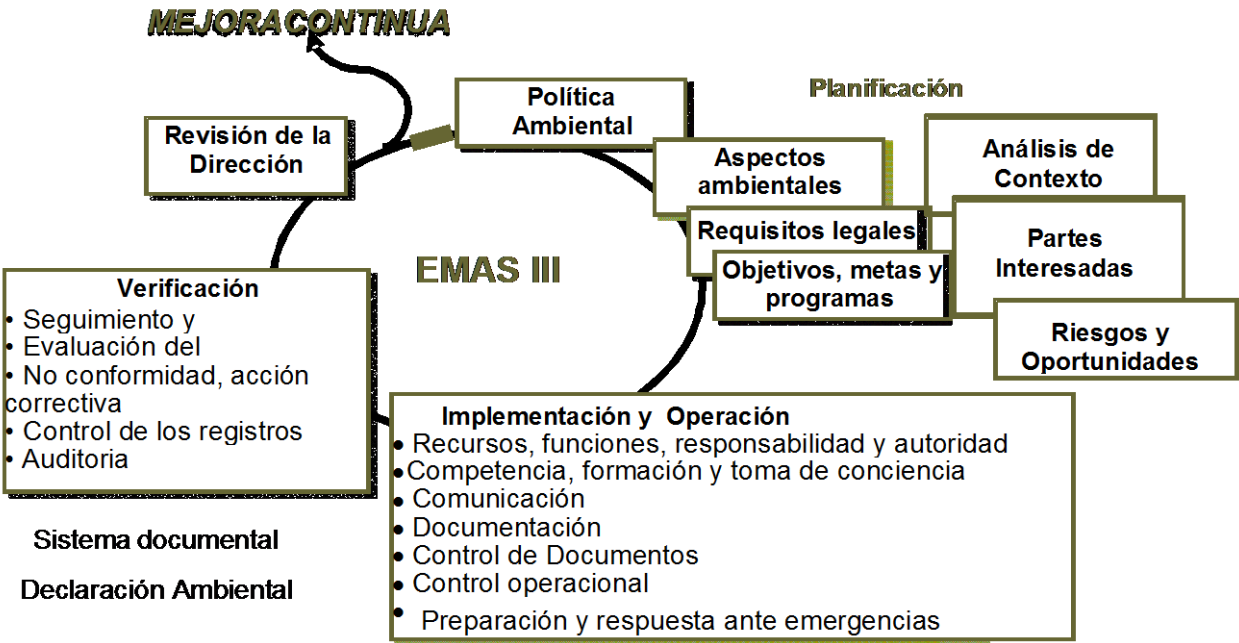 MEJORA CONTINUA
Política
Ambiental
Planificación
Revisión de la
Dirección
Aspectos
ambientales
Análisis de
Contexto
Requisitos legales
Partes
Interesadas
Objetivos, metas y
programas
Riesgos y
Oportunidades
EMAS III
Verificación
• Seguimiento y
• Evaluación del
• No conformidad, acción
correctiva
• Control de los registros
• Auditoria
Implementación y Operación
• Recursos, funciones, responsabilidad y autoridad
• Competencia, formación y toma de conciencia
• Comunicación
• Documentación
• Control de Documentos
• Control operacional
• Preparación y respuesta ante emergencias
Sistema documental
Declaración Ambiental